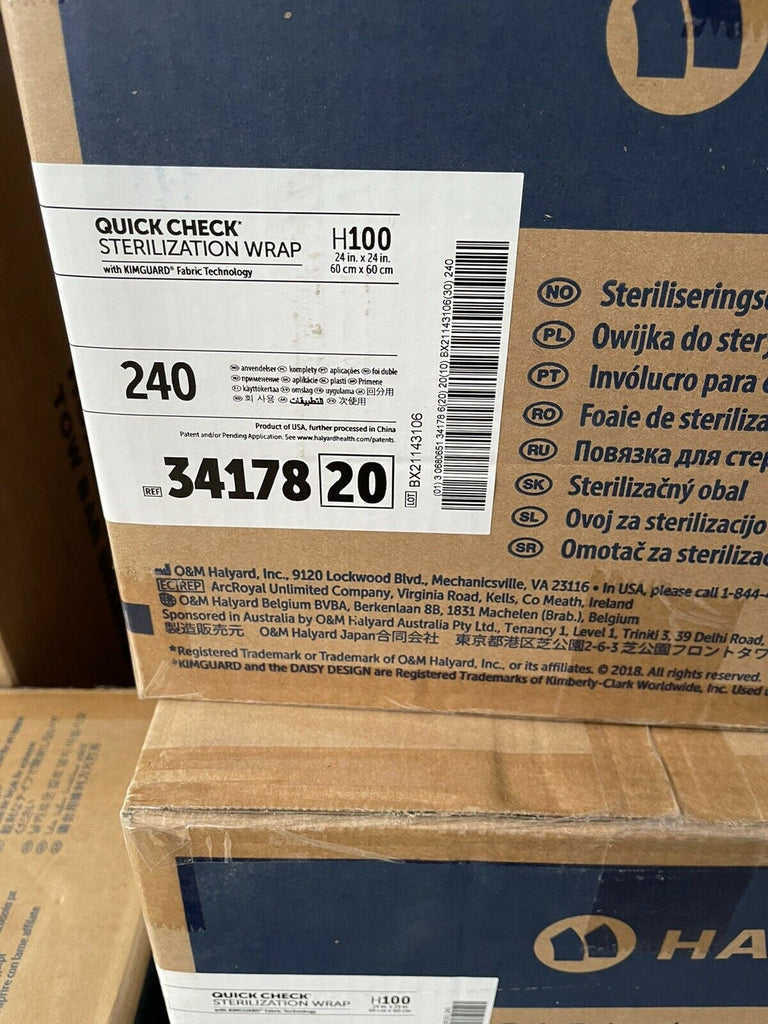 QUICK CHECK*
STERILIZATION WRAP
with KIMGUARD* Fabric Technology
H100
24 in. x 24 in.
60 cm x 60 cm
240
anvendelser komplety aplicações foi duble
применение aplikácie plasti Primene
käyttökertaa omslag uygulama 回分用
회 사용 التطبيقات 次使用
Product of USA, further processed in China
Patent and/or Pending Application. See www.halyardhealth.com/patents.
REF 34178 20
LOT BX21143106
(01) 3 0680651 34178 6(20) 20(10) BX21143106(30) 240
NO Steriliserings
PL Owijka do ster
PT Invólucro para
RO Foaie de steriliza
RU Повязка для стер
SK Sterilizačný obal
SL Ovoj za sterilizacijo
SR Omotač za sterilizac
O&M Halyard, Inc., 9120 Lockwood Blvd., Mechanicsville, VA 23116 • In USA, please call 1-844-
EC REP ArcRoyal Unlimited Company, Virginia Road, Kells, Co Meath, Ireland
O&M Halyard Belgium BVBA, Berkenlaan 8B, 1831 Machelen (Brab.), Belgium
Sponsored in Australia by O&M Halyard Australia Pty Ltd., Tenancy 1, Level 1, Triniti 3, 39 Delhi Road,
製造販売元 O&M Halyard Japan合同会社 東京都港区芝公園2-6-3 芝公園フロントタワ
*Registered Trademark or Trademark of O&M Halyard, Inc., or its affiliates. © 2018. All rights reserved.
*KIMGUARD and the DAISY DESIGN are Registered Trademarks of Kimberly-Clark Worldwide, Inc. Used
TOW BAR
HA
QUICK CHECK*
STERILIZATION WRAP
H100